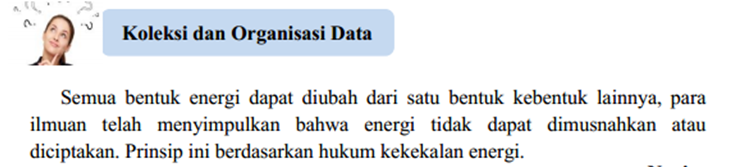 Koleksi dan Organisasi Data
Semua bentuk energi dapat diubah dari satu bentuk kebentuk lainnya, para
ilmuan telah menyimpulkan bahwa energi tidak dapat dimusnahkan atau
diciptakan. Prinsip ini berdasarkan hukum kekekalan energi.